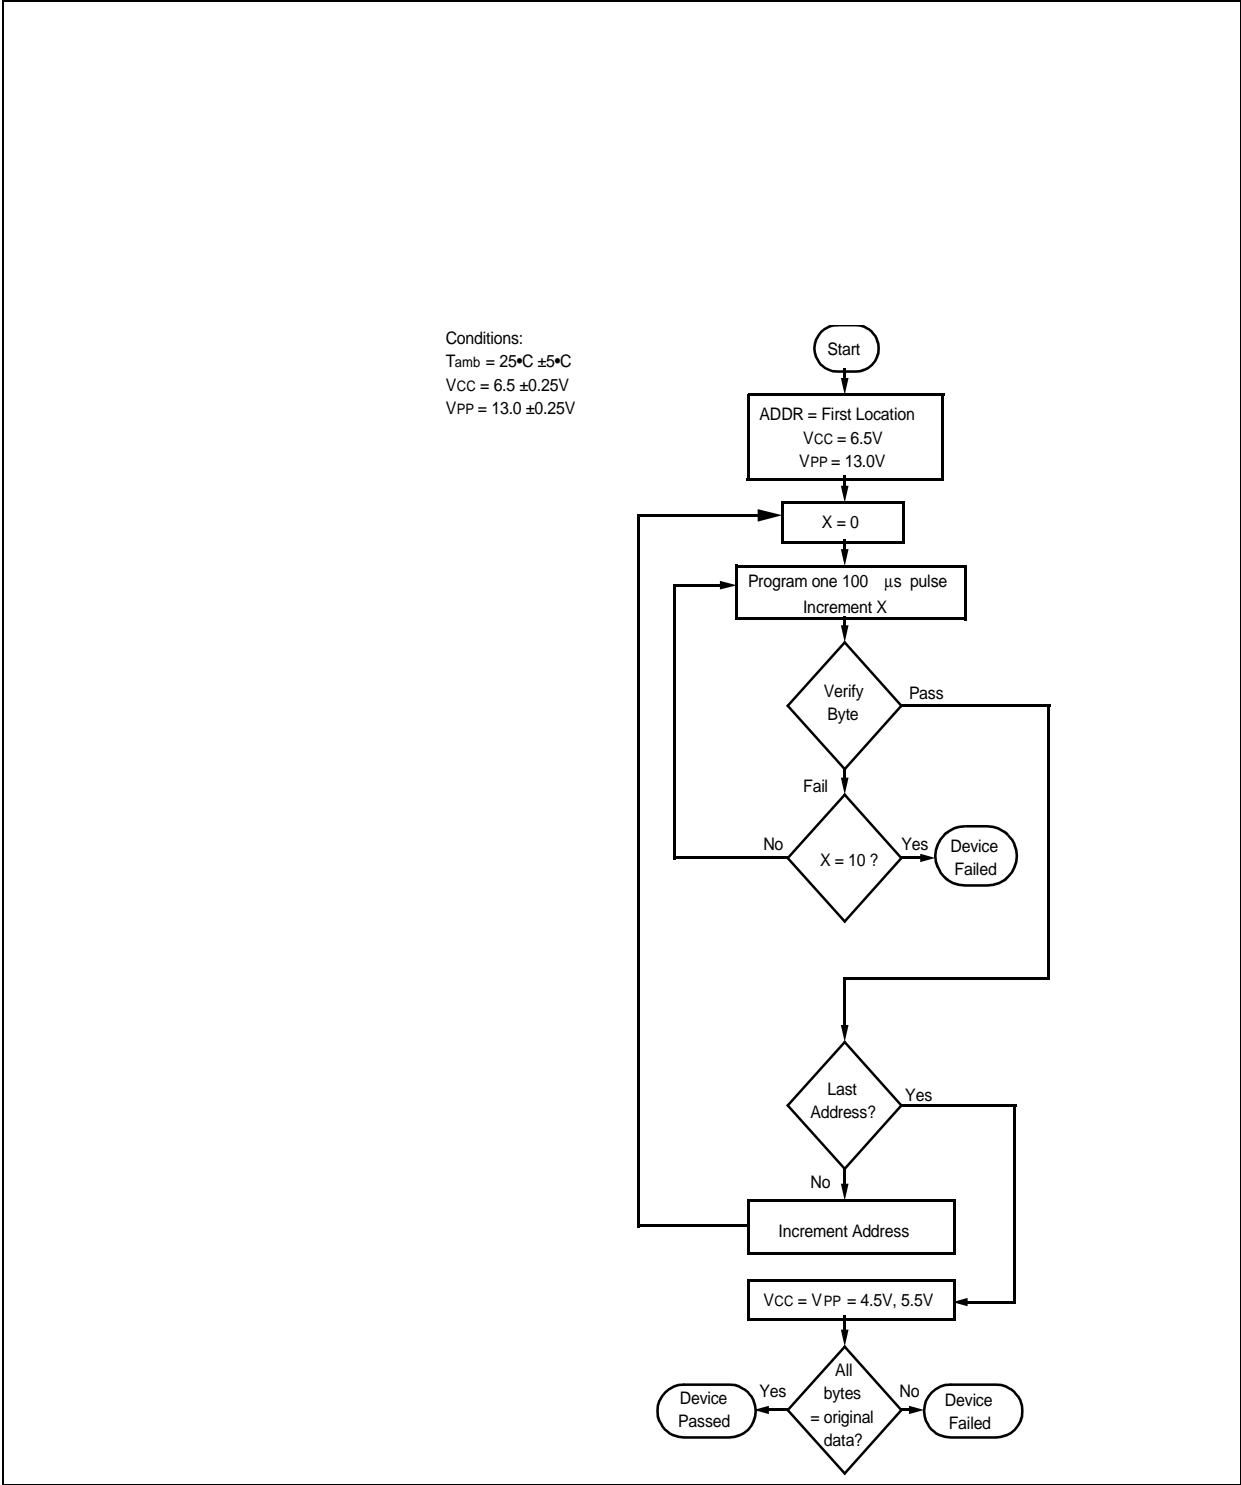 Conditions:
Tamb = 25•C ±5•C
VCC = 6.5 ±0.25V
VPP = 13.0 ±0.25V
Start
ADDR = First Location
VCC = 6.5V
VPP = 13.0V
X = 0
Program one 100 µs pulse
Increment X
Verify
Byte
Pass
Fail
No
X = 10 ?
Yes
Device
Failed
Last
Address?
Yes
No
Increment Address
VCC = VPP = 4.5V, 5.5V
All
bytes
= original
data?
Yes
Device
Passed
No
Device
Failed